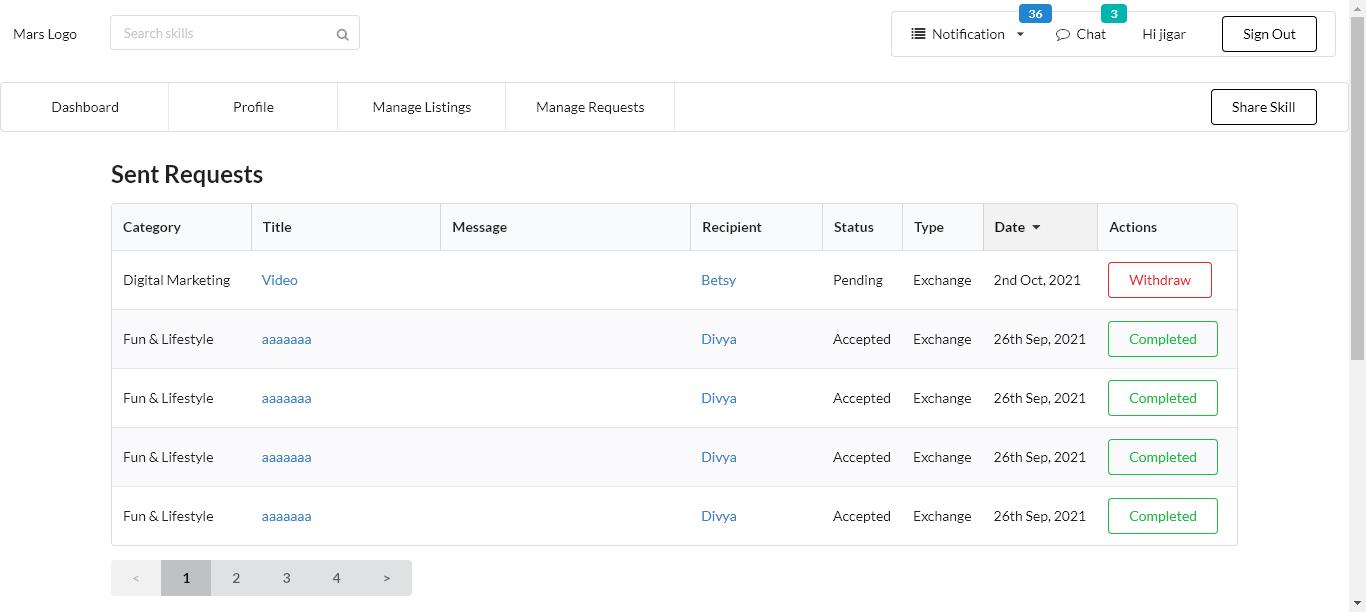 36 3
Mars Logo Search skills Notification Chat Hi jigar Sign Out
Dashboard Profile Manage Listings Manage Requests Share Skill
Sent Requests
Category Title Message Recipient Status Type Date Actions
Digital Marketing Video Betsy Pending Exchange 2nd Oct, 2021 Withdraw
Fun & Lifestyle aaaaaaa Divya Accepted Exchange 26th Sep, 2021 Completed
Fun & Lifestyle aaaaaaa Divya Accepted Exchange 26th Sep, 2021 Completed
Fun & Lifestyle aaaaaaa Divya Accepted Exchange 26th Sep, 2021 Completed
Fun & Lifestyle aaaaaaa Divya Accepted Exchange 26th Sep, 2021 Completed
< 1 2 3 4 >